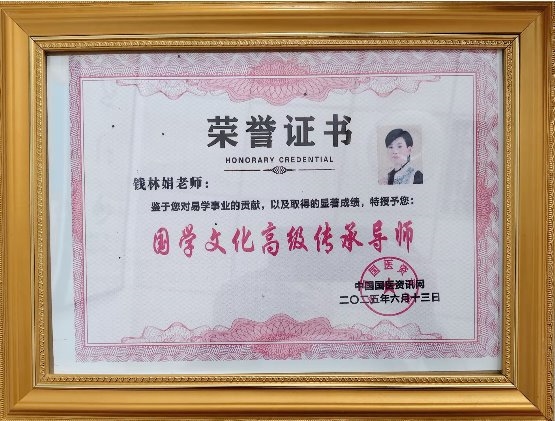 荣誉证书
HONORARY CREDENTIAL
钱林娟老师：
鉴于您对易学事业的贡献，以及取得的显著成绩，特授予您：
国学文化高级传承导师
中国国医资讯网
二〇二五年六月十三日